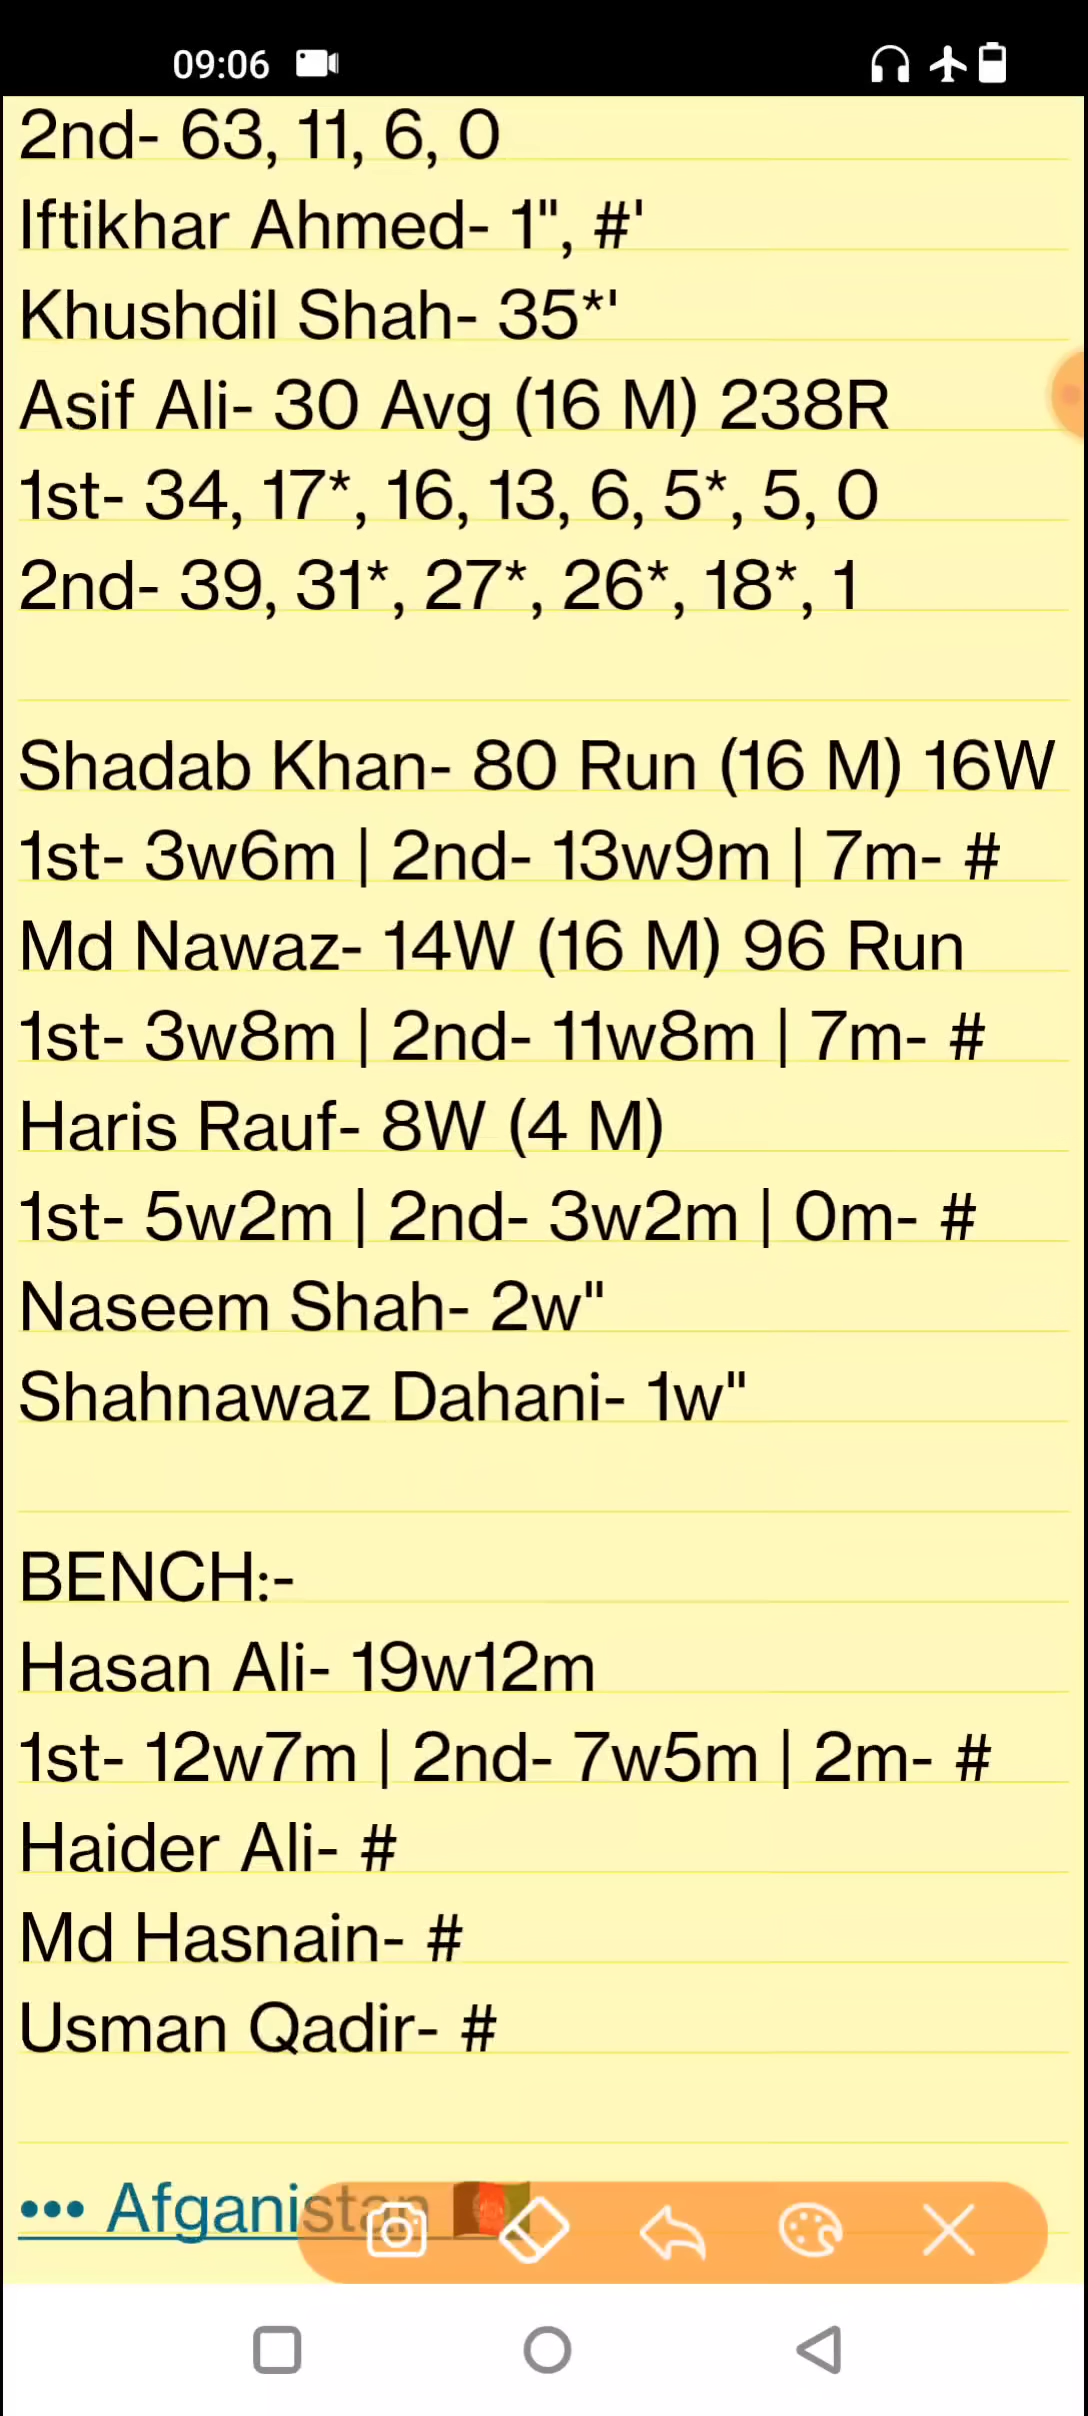 09:06
2nd- 63, 11, 6, 0
Iftikhar Ahmed- 1", #'
Khushdil Shah- 35*'
Asif Ali- 30 Avg (16 M) 238R
1st- 34, 17*, 16, 13, 6, 5*, 5, 0
2nd- 39, 31*, 27*, 26*, 18*, 1
Shadab Khan- 80 Run (16 M) 16W
1st- 3w6m | 2nd- 13w9m | 7m- #
Md Nawaz- 14W (16 M) 96 Run
1st- 3w8m | 2nd- 11w8m | 7m- #
Haris Rauf- 8W (4 M)
1st- 5w2m | 2nd- 3w2m | 0m- #
Naseem Shah- 2w"
Shahnawaz Dahani- 1w"
BENCH:-
Hasan Ali- 19w12m
1st- 12w7m | 2nd- 7w5m | 2m- #
Haider Ali- #
Md Hasnain- #
Usman Qadir- #
••• Afganistan 🇦🇫